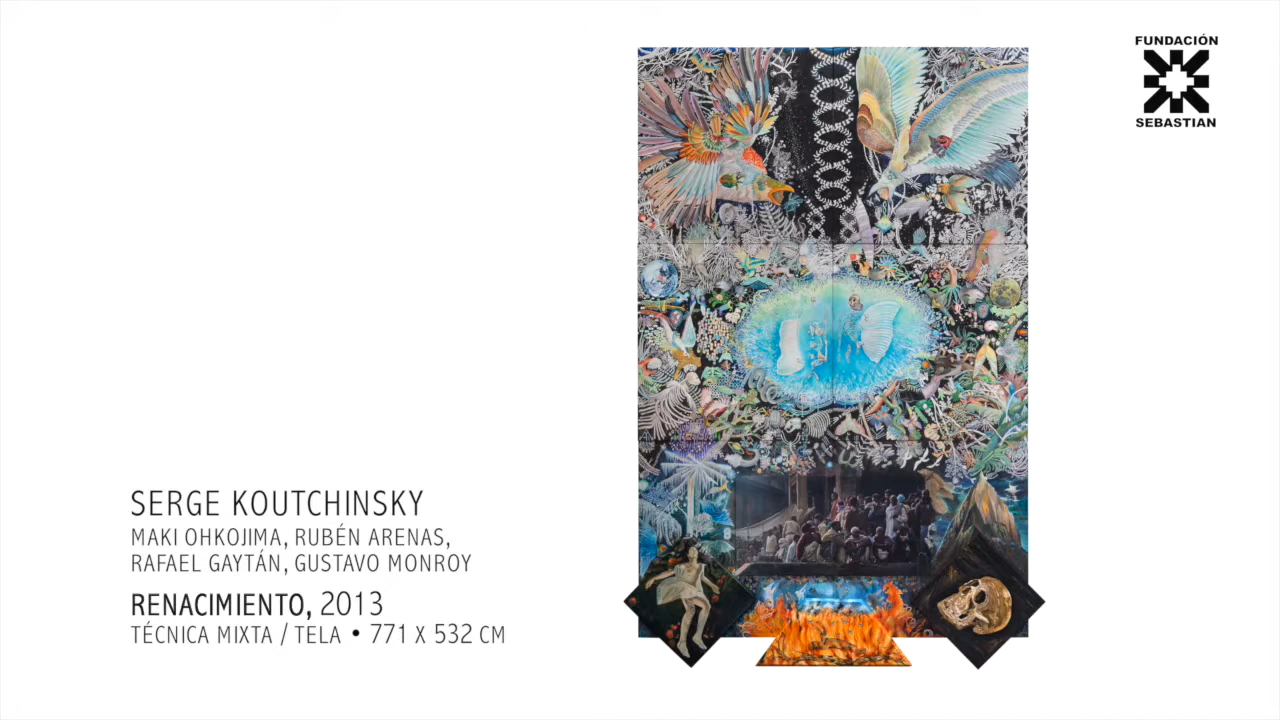 FUNDACIÓN
SEBASTIAN
SERGE KOUTCHINSKY
MAKI OHKOJIMA, RUBÉN ARENAS,
RAFAEL GAYTÁN, GUSTAVO MONROY
RENACIMIENTO, 2013
TÉCNICA MIXTA / TELA • 771 X 532 CM